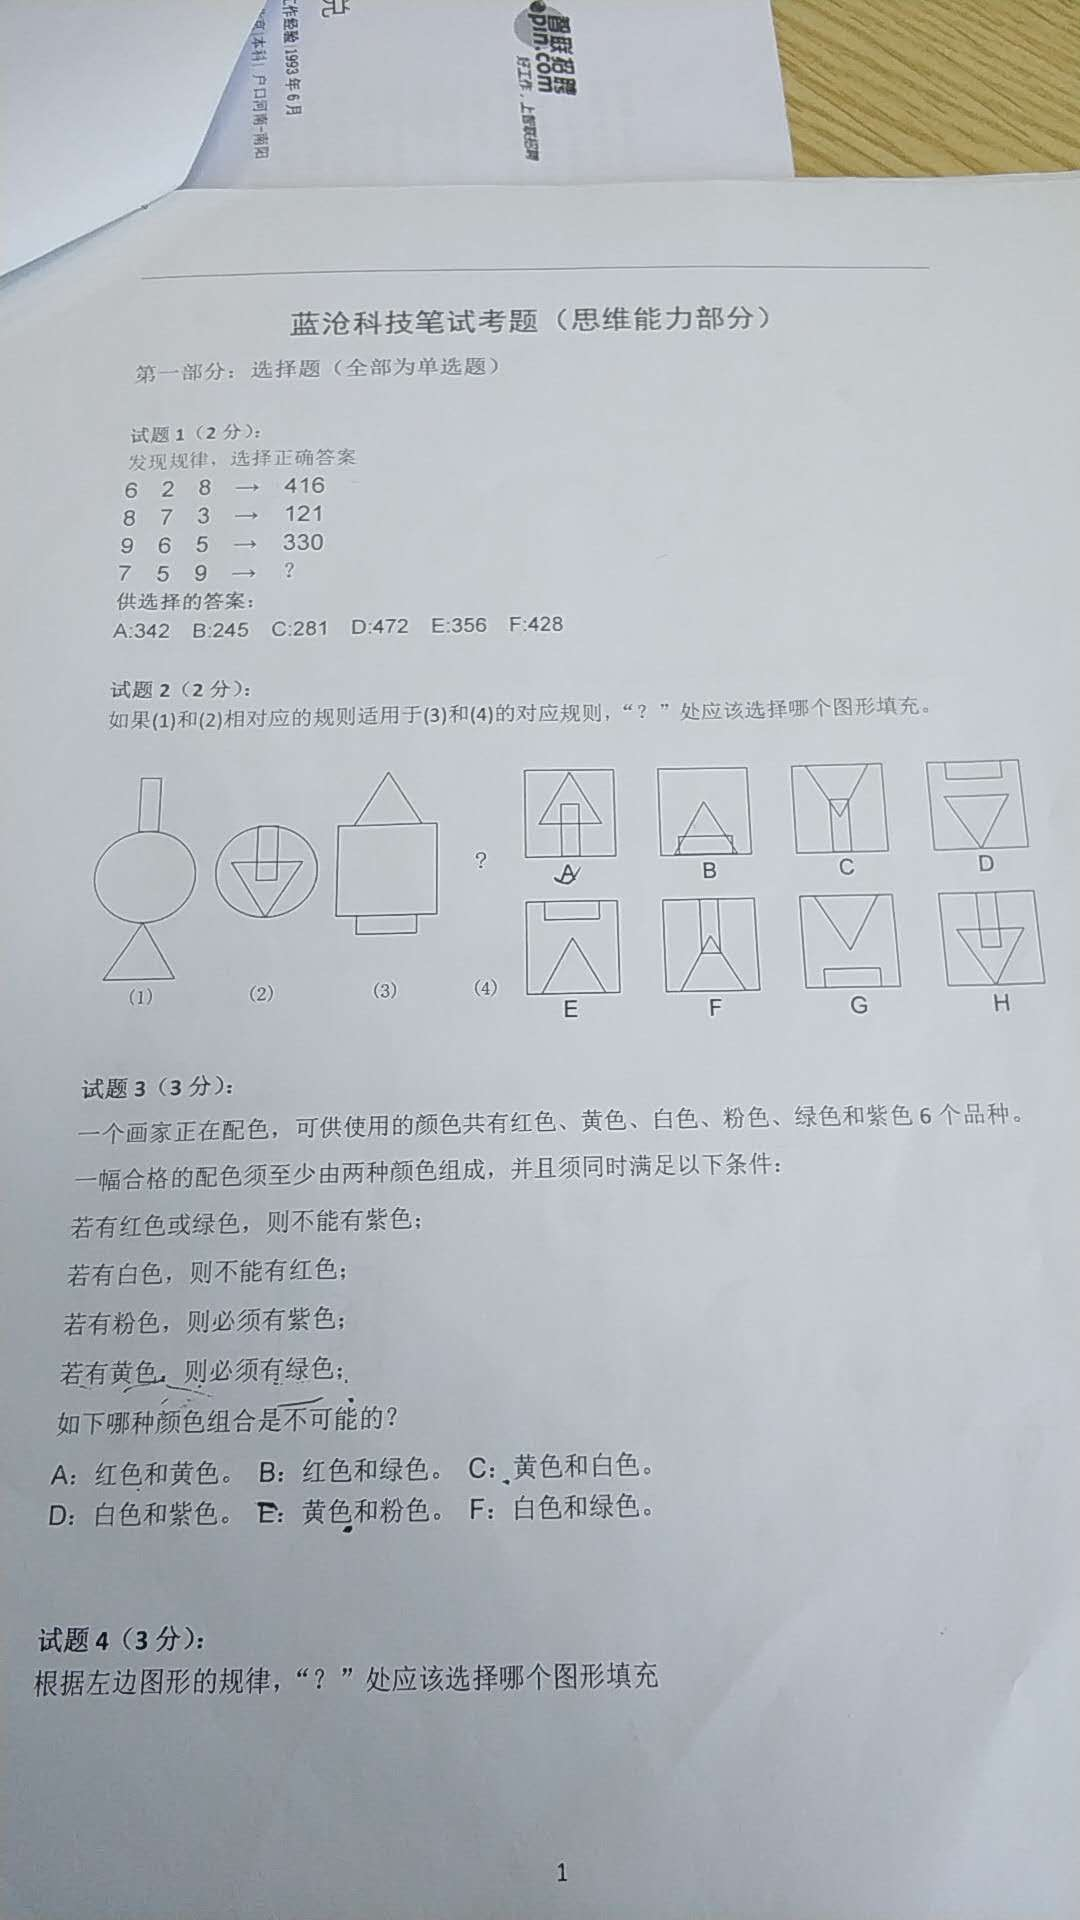 工作经验|1993年6月
本科| 户口河南-南阳
智联招聘
pin.com
好工作，上智联招聘
蓝沧科技笔试考题（思维能力部分）
第一部分：选择题（全部为单选题）
试题1（2分）：
发现规律，选择正确答案
6 2 8 → 416
8 7 3 → 121
9 6 5 → 330
7 5 9 → ?
供选择的答案：
A:342 B:245 C:281 D:472 E:356 F:428
试题2（2分）：
如果(1)和(2)相对应的规则适用于(3)和(4)的对应规则，“？”处应该选择哪个图形填充。
?
A B C D
(1) (2) (3) (4)
E F G H
试题3（3分）：
一个画家正在配色，可供使用的颜色共有红色、黄色、白色、粉色、绿色和紫色6个品种。
一幅合格的配色须至少由两种颜色组成，并且须同时满足以下条件：
若有红色或绿色，则不能有紫色；
若有白色，则不能有红色；
若有粉色，则必须有紫色；
若有黄色，则必须有绿色；
如下哪种颜色组合是不可能的？
A：红色和黄色。 B：红色和绿色。 C：黄色和白色。
D：白色和紫色。 E：黄色和粉色。 F：白色和绿色。
试题4（3分）：
根据左边图形的规律，“？”处应该选择哪个图形填充
1